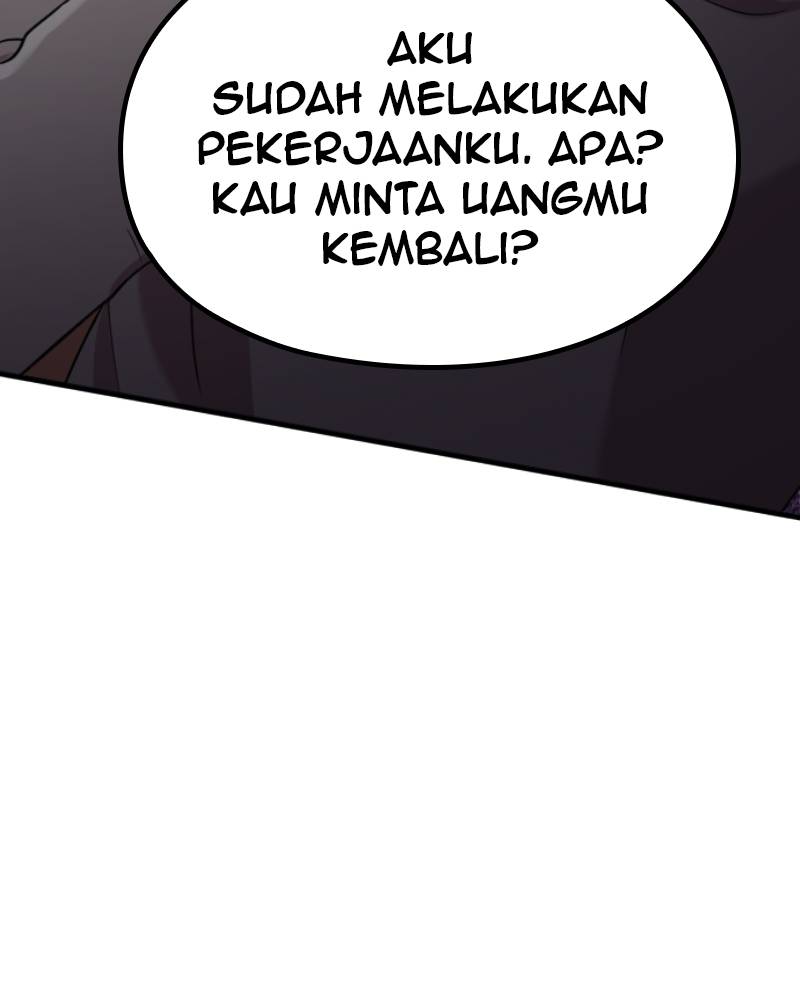 AKU
SUDAH MELAKUKAN
PEKERJAANKU. APA?
KAU MINTA UANGMU
KEMBALI?